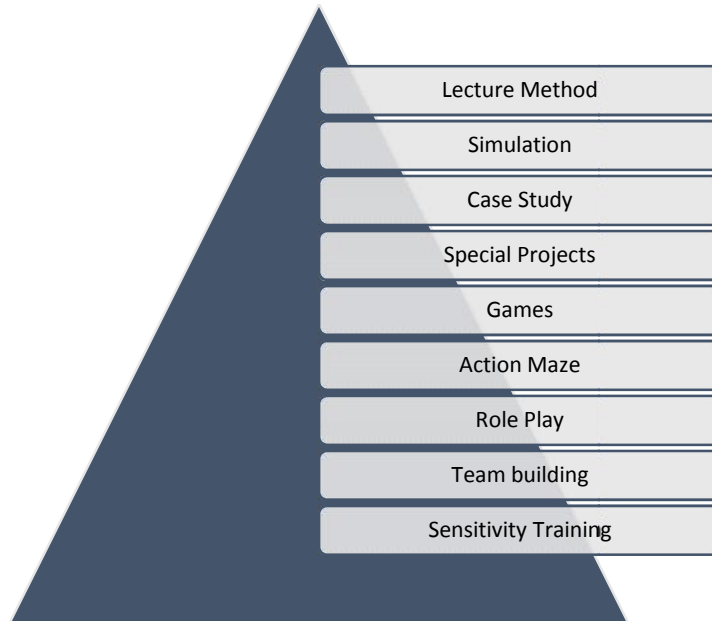 Lecture Method
Simulation
Case Study
Special Projects
Games
Action Maze
Role Play
Team building
Sensitivity Training